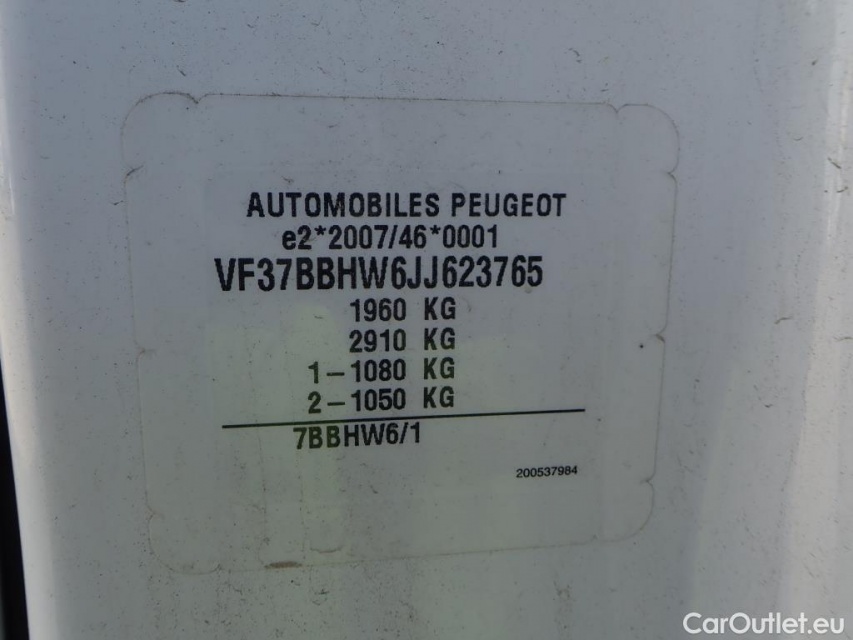 AUTOMOBILES PEUGEOT
e2*2007/46*0001
VF37BBHW6JJ623765
1960 KG
2910 KG
1-1080 KG
2-1050 KG
7BBHW6/1
200537984
CarOutlet.eu